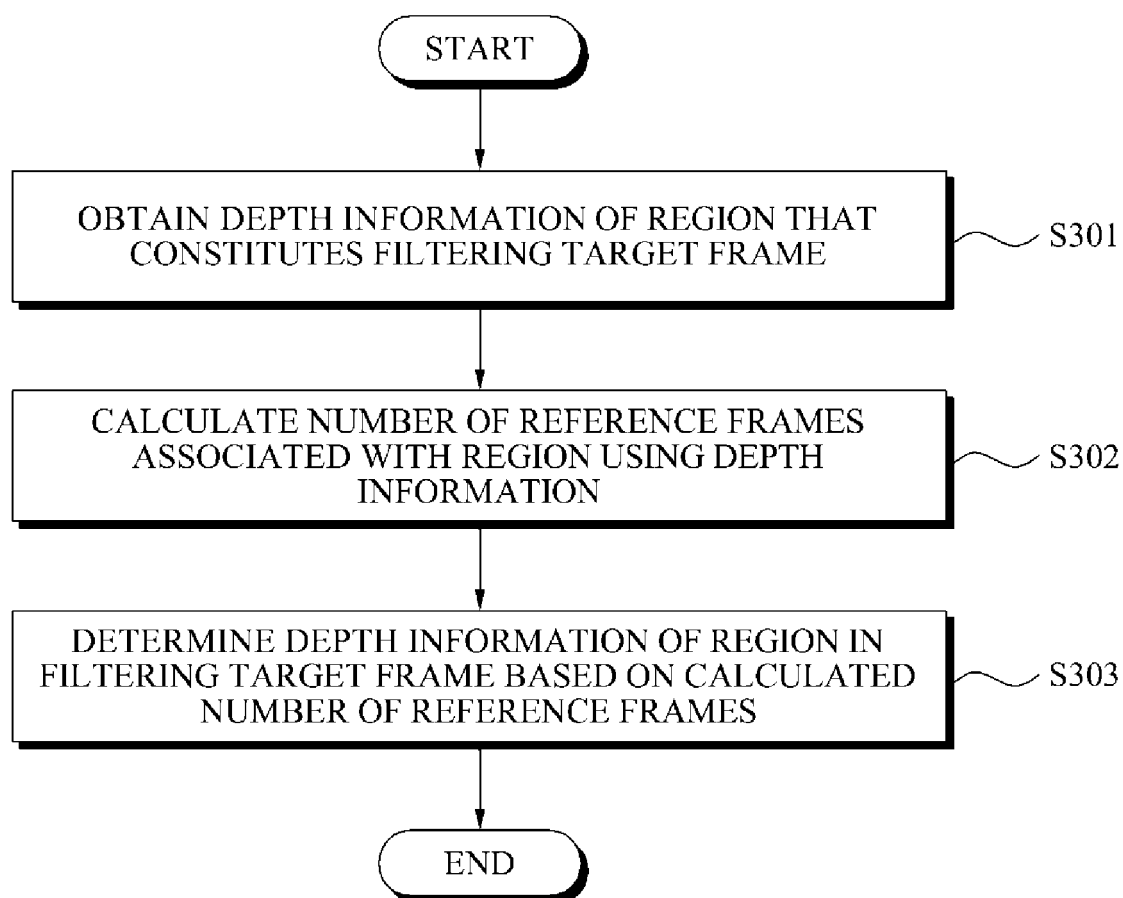 START
OBTAIN DEPTH INFORMATION OF REGION THAT
CONSTITUTES FILTERING TARGET FRAME
S301
CALCULATE NUMBER OF REFERENCE FRAMES
ASSOCIATED WITH REGION USING DEPTH
INFORMATION
S302
DETERMINE DEPTH INFORMATION OF REGION IN
FILTERING TARGET FRAME BASED ON CALCULATED
NUMBER OF REFERENCE FRAMES
S303
END